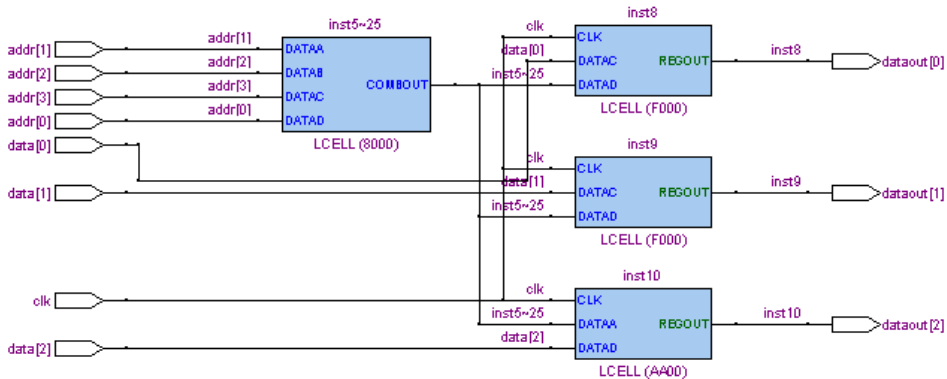 inst5~25
addr[1]
addr[2]
addr[3]
addr[0]
data[0]
data[1]
clk
data[2]
addr[1]
addr[2]
addr[3]
addr[0]
DATAA
DATAB
DATAC
DATAD
COMBOUT
LCELL (8000)
inst8
clk
data[0]
inst5~25
CLK
DATAC
DATAD
REGOUT
LCELL (F000)
inst8
dataout[0]
inst9
clk
data[1]
inst5~25
CLK
DATAC
DATAD
REGOUT
LCELL (F000)
inst9
dataout[1]
inst10
clk
inst5~25
data[2]
CLK
DATAA
DATAD
REGOUT
LCELL (AA00)
inst10
dataout[2]